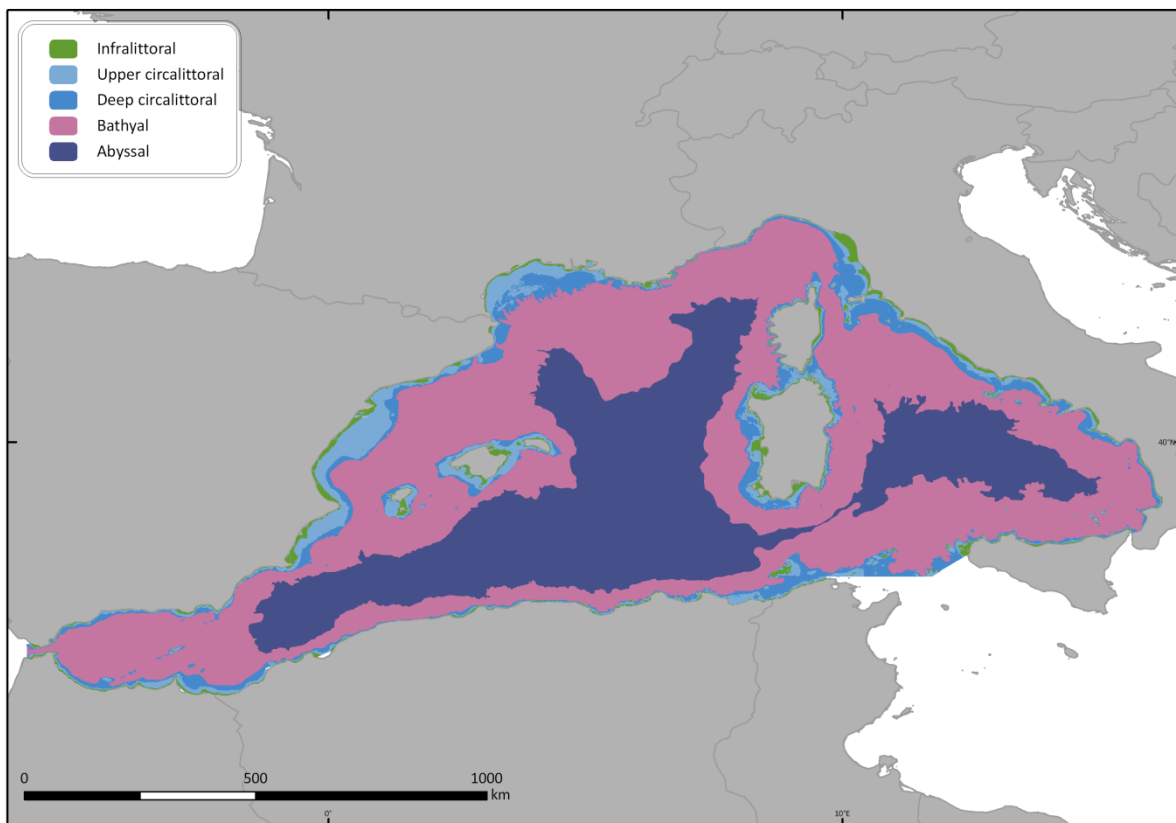 Infralittoral
Upper circalittoral
Deep circalittoral
Bathyal
Abyssal
40°N
0 500 1000
km
0° 10°E